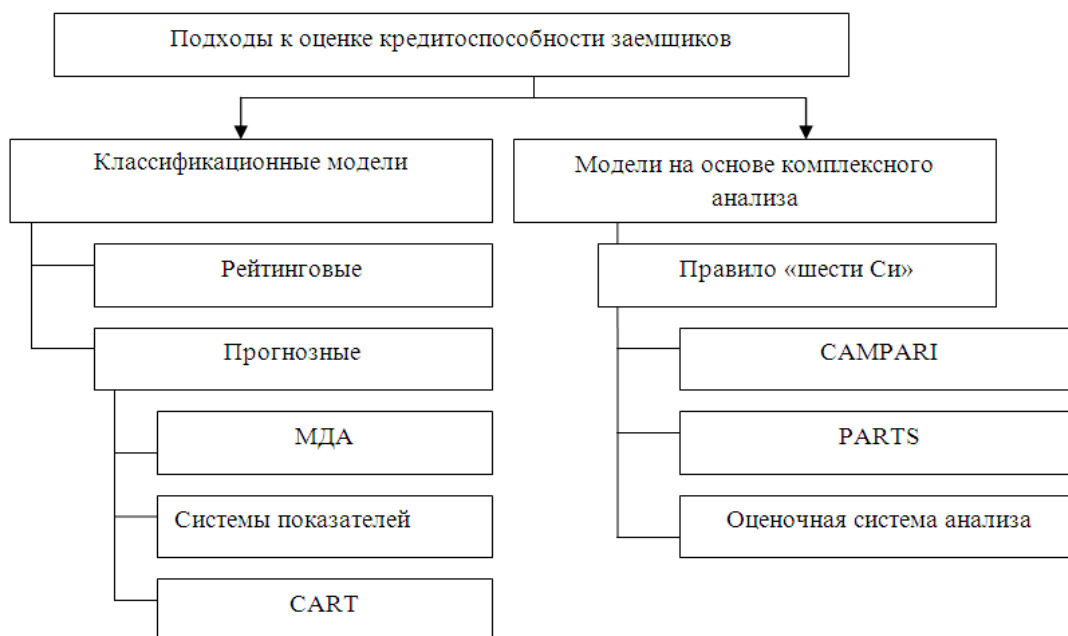 Подходы к оценке кредитоспособности заемщиков
Классификационные модели
Рейтинговые
Прогнозные
МДА
Системы показателей
CART
Модели на основе комплексного
анализа
Правило «шести Си»
CAMPARI
PARTS
Оценочная система анализа